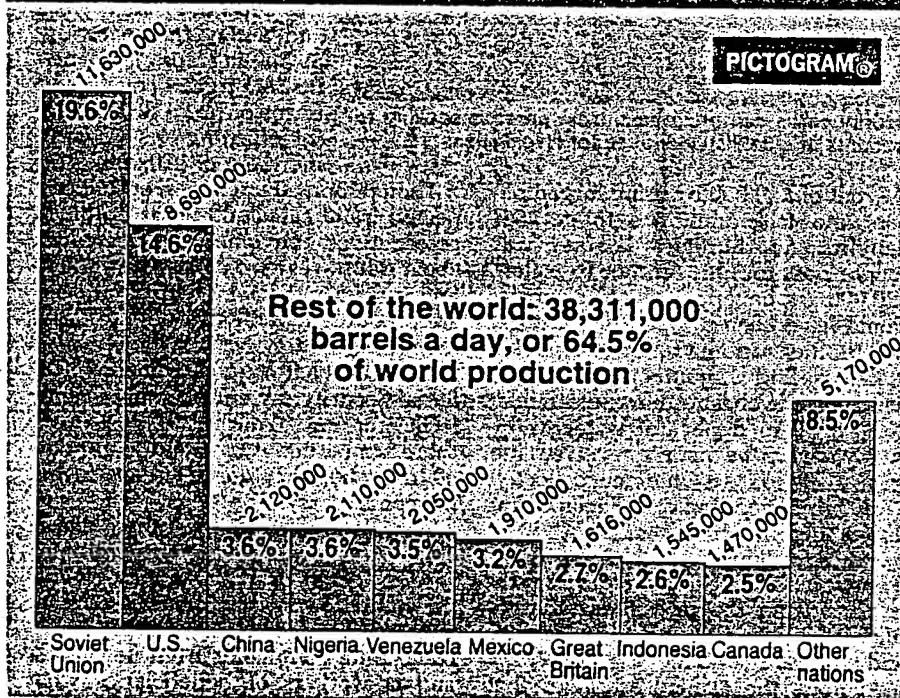 PICTOGRAM®
11,630,000
19.6%
8,690,000
14.6%
Rest of the world: 38,311,000
barrels a day, or 64.5%
of world production
5,170,000
8.5%
2,120,000
3.6%
2,110,000
3.6%
2,050,000
3.5%
1,910,000
3.2%
1,616,000
2.7%
1,545,000
2.6%
1,470,000
2.5%
Soviet
Union
U.S.
China
Nigeria
Venezuela
Mexico
Great
Britain
Indonesia
Canada
Other
nations